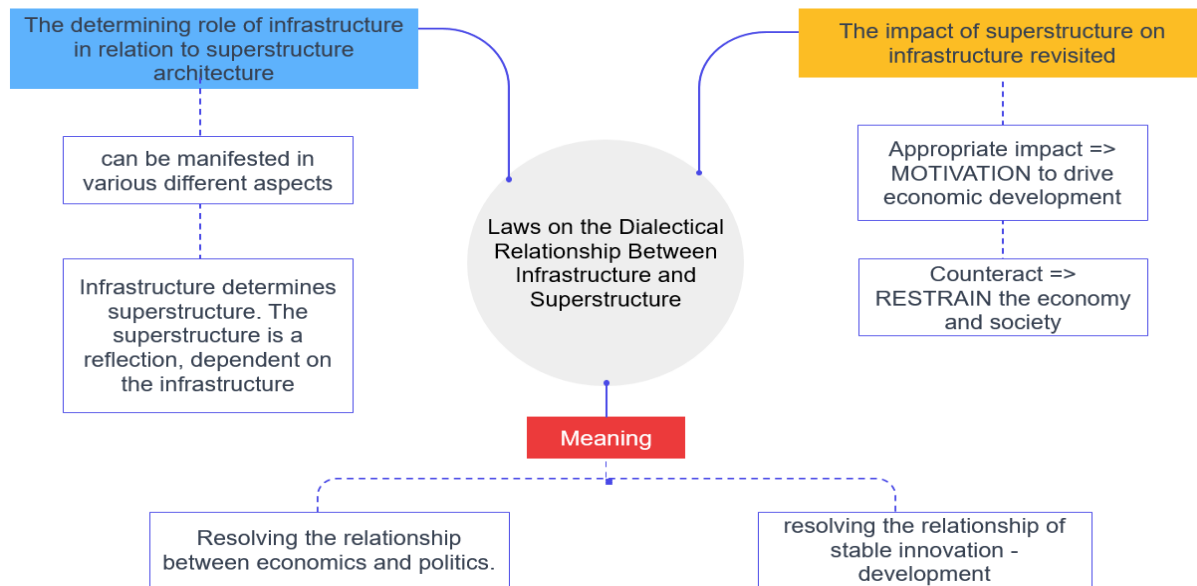 The determining role of infrastructure
in relation to superstructure
architecture
can be manifested in
various different aspects
Infrastructure determines
superstructure. The
superstructure is a
reflection, dependent on
the infrastructure
Laws on the Dialectical
Relationship Between
Infrastructure and
Superstructure
The impact of superstructure on
infrastructure revisited
Appropriate impact =>
MOTIVATION to drive
economic development
Counteract =>
RESTRAIN the economy
and society
Meaning
Resolving the relationship
between economics and politics.
resolving the relationship of
stable innovation -
development